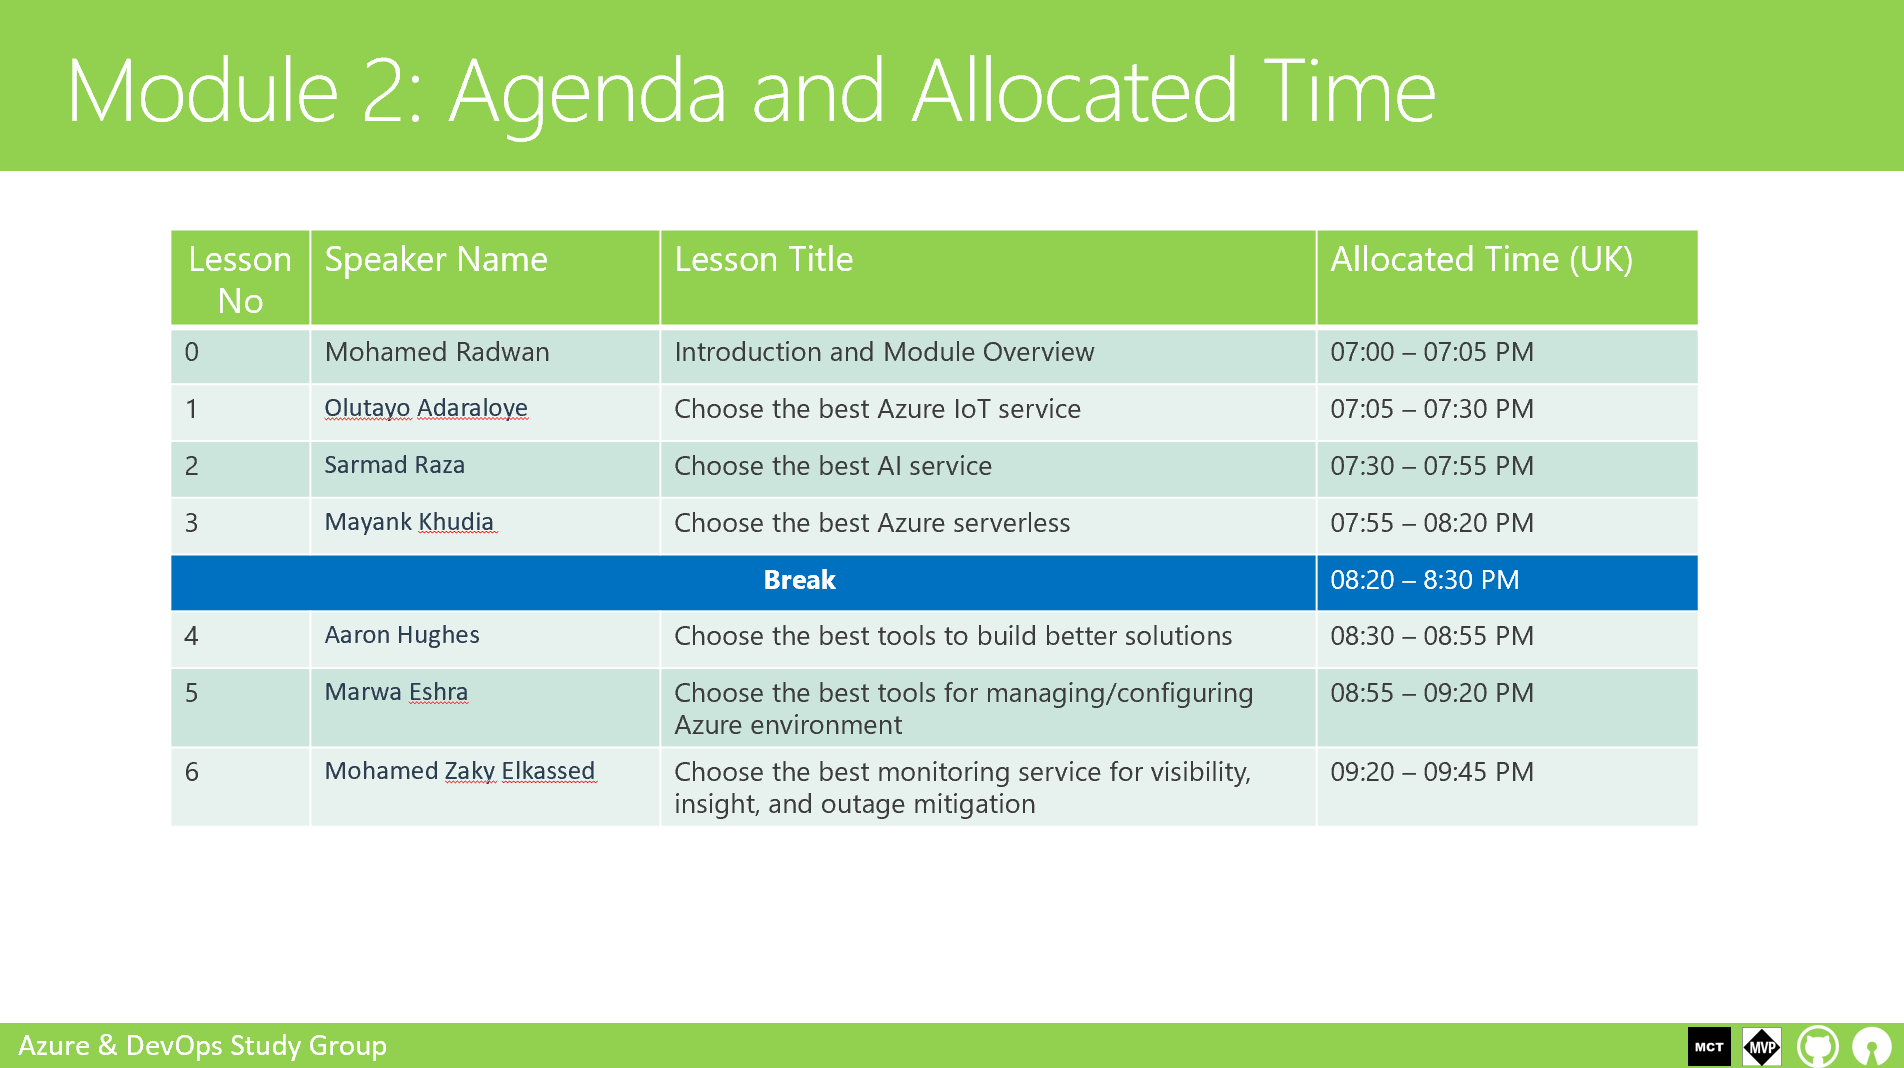 Module 2: Agenda and Allocated Time
Lesson No Speaker Name Lesson Title Allocated Time (UK)
0 Mohamed Radwan Introduction and Module Overview 07:00 – 07:05 PM
1 Olutayo Adaraloye Choose the best Azure IoT service 07:05 – 07:30 PM
2 Sarmad Raza Choose the best AI service 07:30 – 07:55 PM
3 Mayank Khudia Choose the best Azure serverless 07:55 – 08:20 PM
Break 08:20 – 8:30 PM
4 Aaron Hughes Choose the best tools to build better solutions 08:30 – 08:55 PM
5 Marwa Eshra Choose the best tools for managing/configuring Azure environment 08:55 – 09:20 PM
6 Mohamed Zaky Elkassed Choose the best monitoring service for visibility, insight, and outage mitigation 09:20 – 09:45 PM
Azure & DevOps Study Group MCT MVP